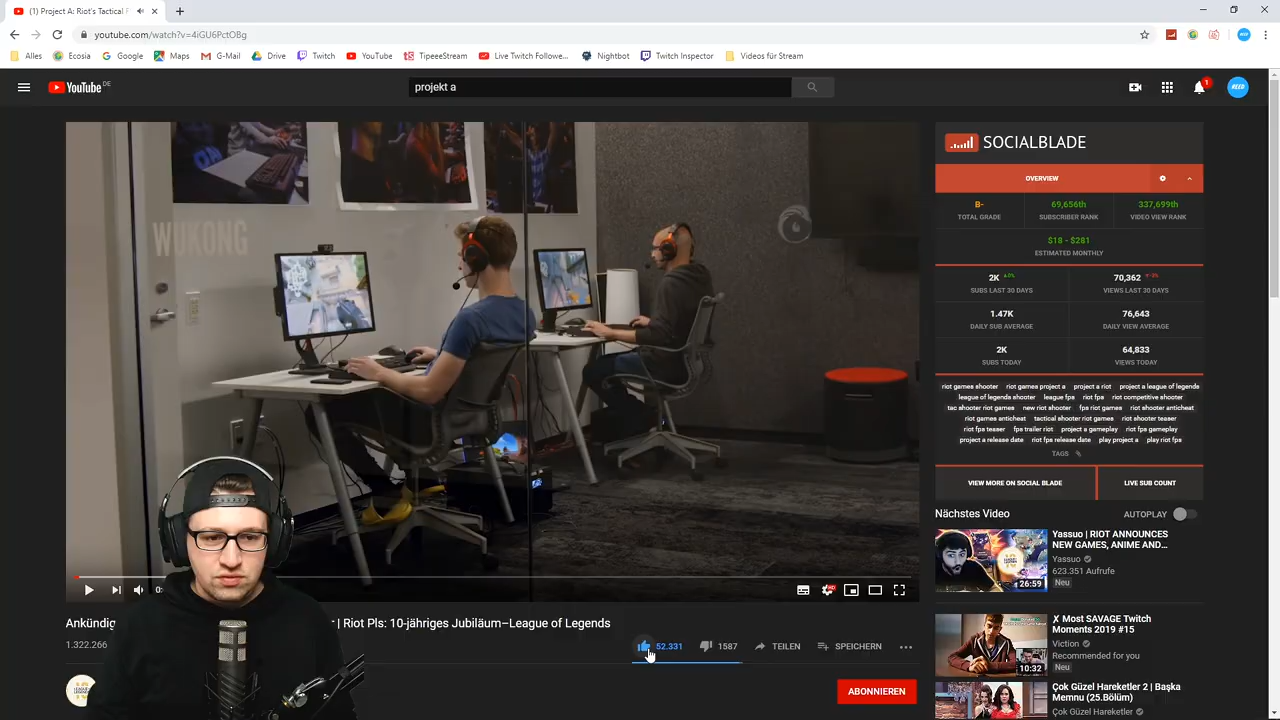 (1) Project A: Riot's Tactical F
youtube.com/watch?v=4iGU6PctOBg
Alles
Ecosia
Google
Maps
G-Mail
Drive
Twitch
YouTube
TipeeeStream
Live Twitch Followe...
Nightbot
Twitch Inspector
Videos für Stream
YouTube DE
projekt a
1
REED
WUKONG
SOCIALBLADE
OVERVIEW
B-
TOTAL GRADE
69,656th
SUBSCRIBER RANK
337,699th
VIDEO VIEW RANK
$18 - $281
ESTIMATED MONTHLY
2K
SUBS LAST 30 DAYS
70,362
VIEWS LAST 30 DAYS
1.47K
DAILY SUB AVERAGE
76,643
DAILY VIEW AVERAGE
2K
SUBS TODAY
64,833
VIEWS TODAY
riot games shooter riot games project a project a riot project a league of legends
league of legends shooter league fps riot fps riot competitive shooter
tac shooter riot games new riot shooter fps riot games riot shooter anticheat
riot games anticheat tactical shooter riot games riot shooter teaser
riot fps teaser fps trailer riot project a gameplay riot fps gameplay
project a release date riot fps release date play project a play riot fps
TAGS
VIEW MORE ON SOCIAL BLADE
LIVE SUB COUNT
Nächstes Video
AUTOPLAY
Yassuo | RIOT ANNOUNCES
NEW GAMES, ANIME AND...
Yassuo
623.351 Aufrufe
Neu
26:59
✗ Most SAVAGE Twitch
Moments 2019 #15
Viction
Recommended for you
Neu
10:32
Çok Güzel Hareketler 2 | Başka
Memnu (25.Bölüm)
Çok Güzel Hareketler
0:
HD
Ankündig
| Riot Pls: 10-jähriges Jubiläum–League of Legends
1.322.266
52.331
1587
TEILEN
SPEICHERN
ABONNIEREN